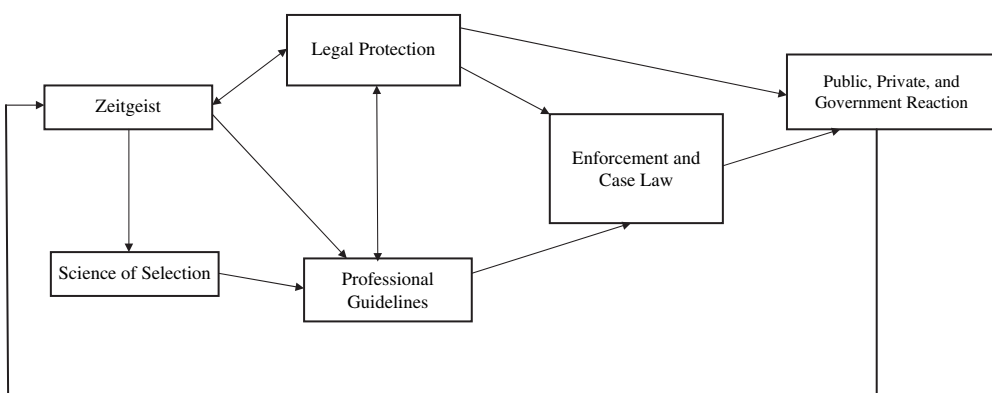 Legal Protection
Zeitgeist
Public, Private, and
Government Reaction
Enforcement and
Case Law
Science of Selection
Professional
Guidelines